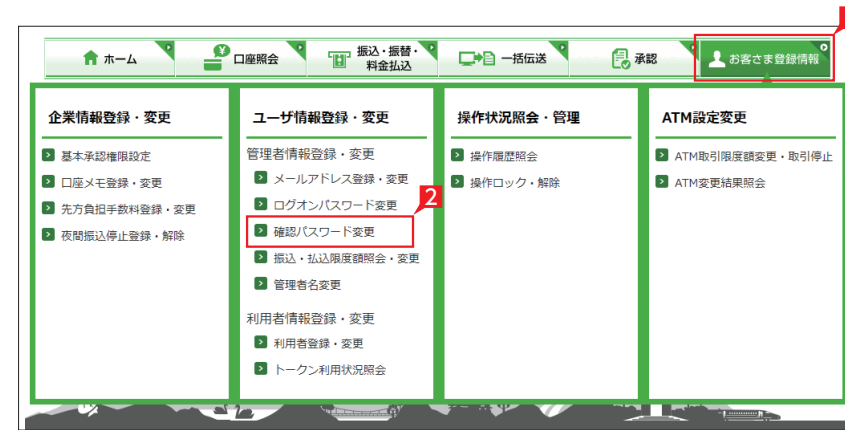 ホーム
口座照会
振込・振替・
料金払込
一括伝送
承認
お客さま登録情報
企業情報登録・変更
基本承認権限設定
口座メモ登録・変更
先方負担手数料登録・変更
夜間振込停止登録・解除
ユーザ情報登録・変更
管理者情報登録・変更
メールアドレス登録・変更
ログオンパスワード変更
2
確認パスワード変更
振込・払込限度額照会・変更
管理者名変更
利用者情報登録・変更
利用者登録・変更
トークン利用状況照会
操作状況照会・管理
操作履歴照会
操作ロック・解除
ATM設定変更
ATM取引限度額変更・取引停止
ATM変更結果照会